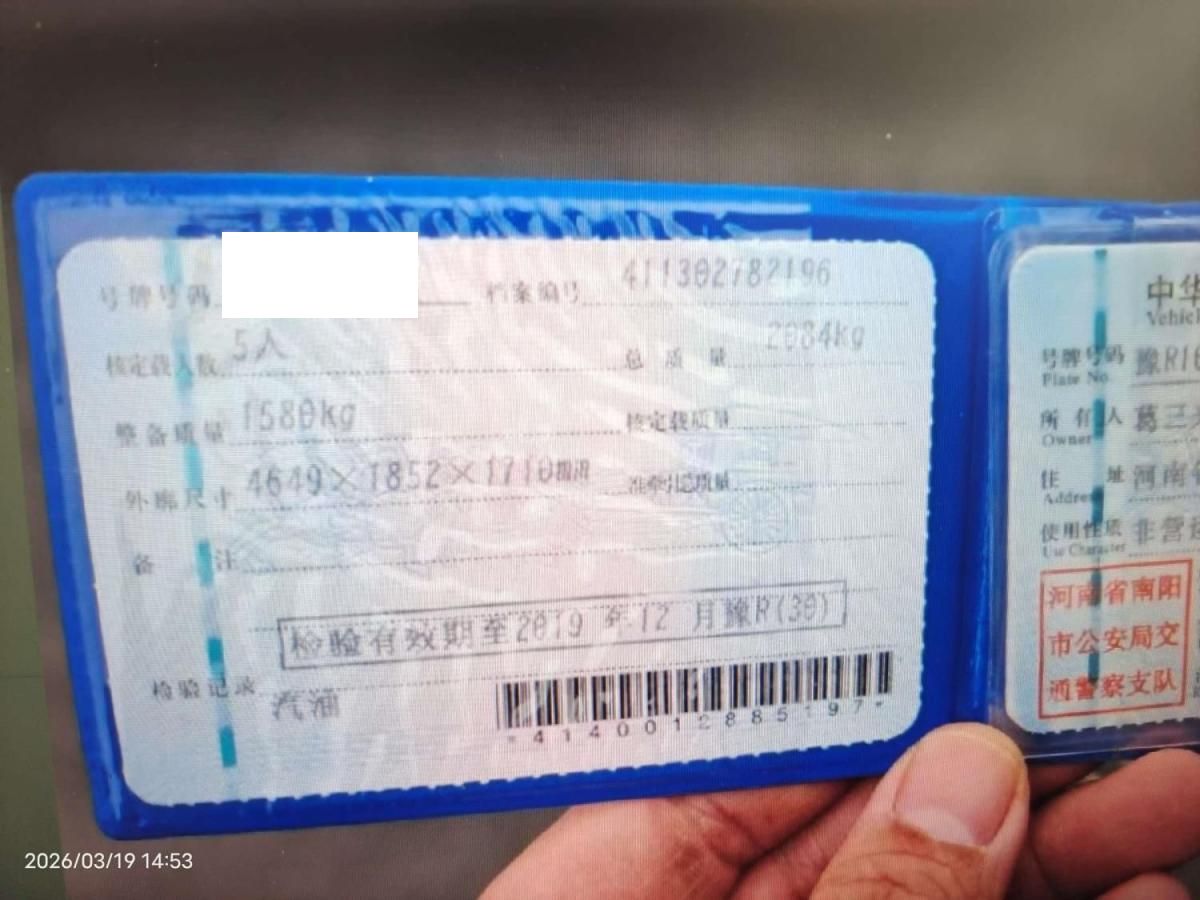 号牌号码
档案编号 411302782196
核定载人数 5人
总质量 2084kg
整备质量 1580kg
核定载质量
外廓尺寸 4649×1852×1710
准牵引总质量
备注
检验有效期至2019年12月豫R(30)
检验记录
汽油
*4140012885197*
中华
Vehicl
号牌号码 豫R16
Plate No.
所有人 葛三
Owner
住址 河南
Address
使用性质 非营运
Use Character
河南省南阳
市公安局交
通警察支队
2026/03/19 14:53